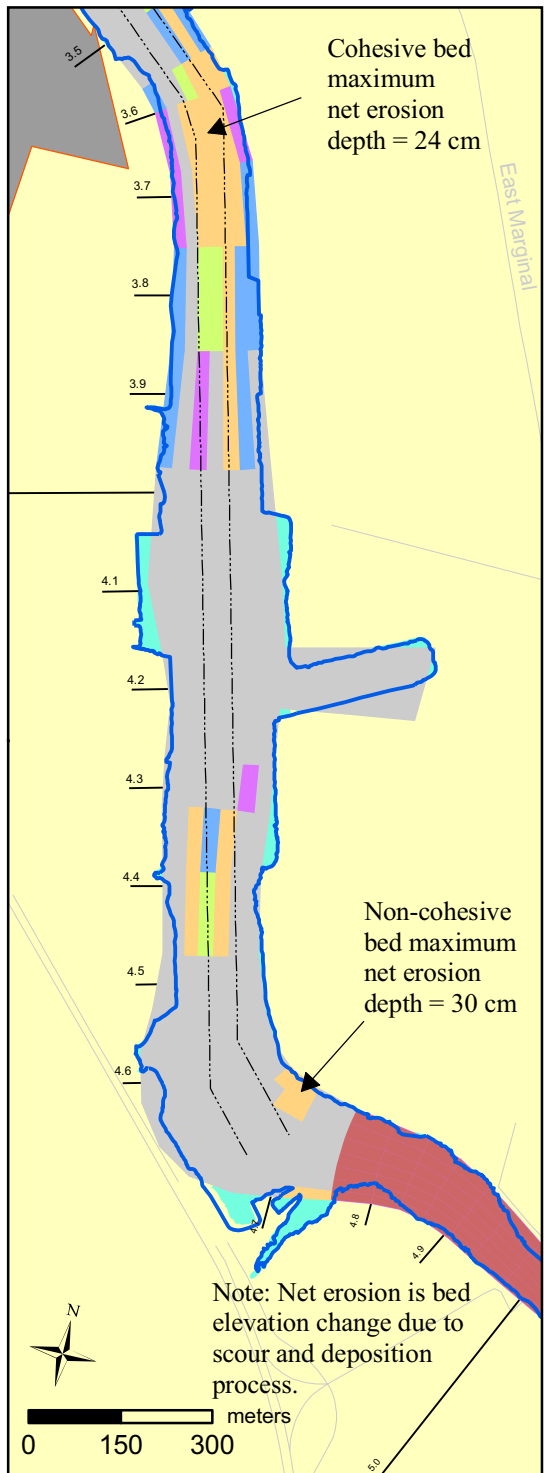 3.5
Cohesive bed
maximum
net erosion
depth = 24 cm
3.6
East Marginal
3.7
3.8
3.9
4.1
4.2
4.3
4.4
Non-cohesive
bed maximum
net erosion
depth = 30 cm
4.5
4.6
4.7
4.8
4.9
Note: Net erosion is bed
elevation change due to
scour and deposition
process.
N
meters
0 150 300
5.0